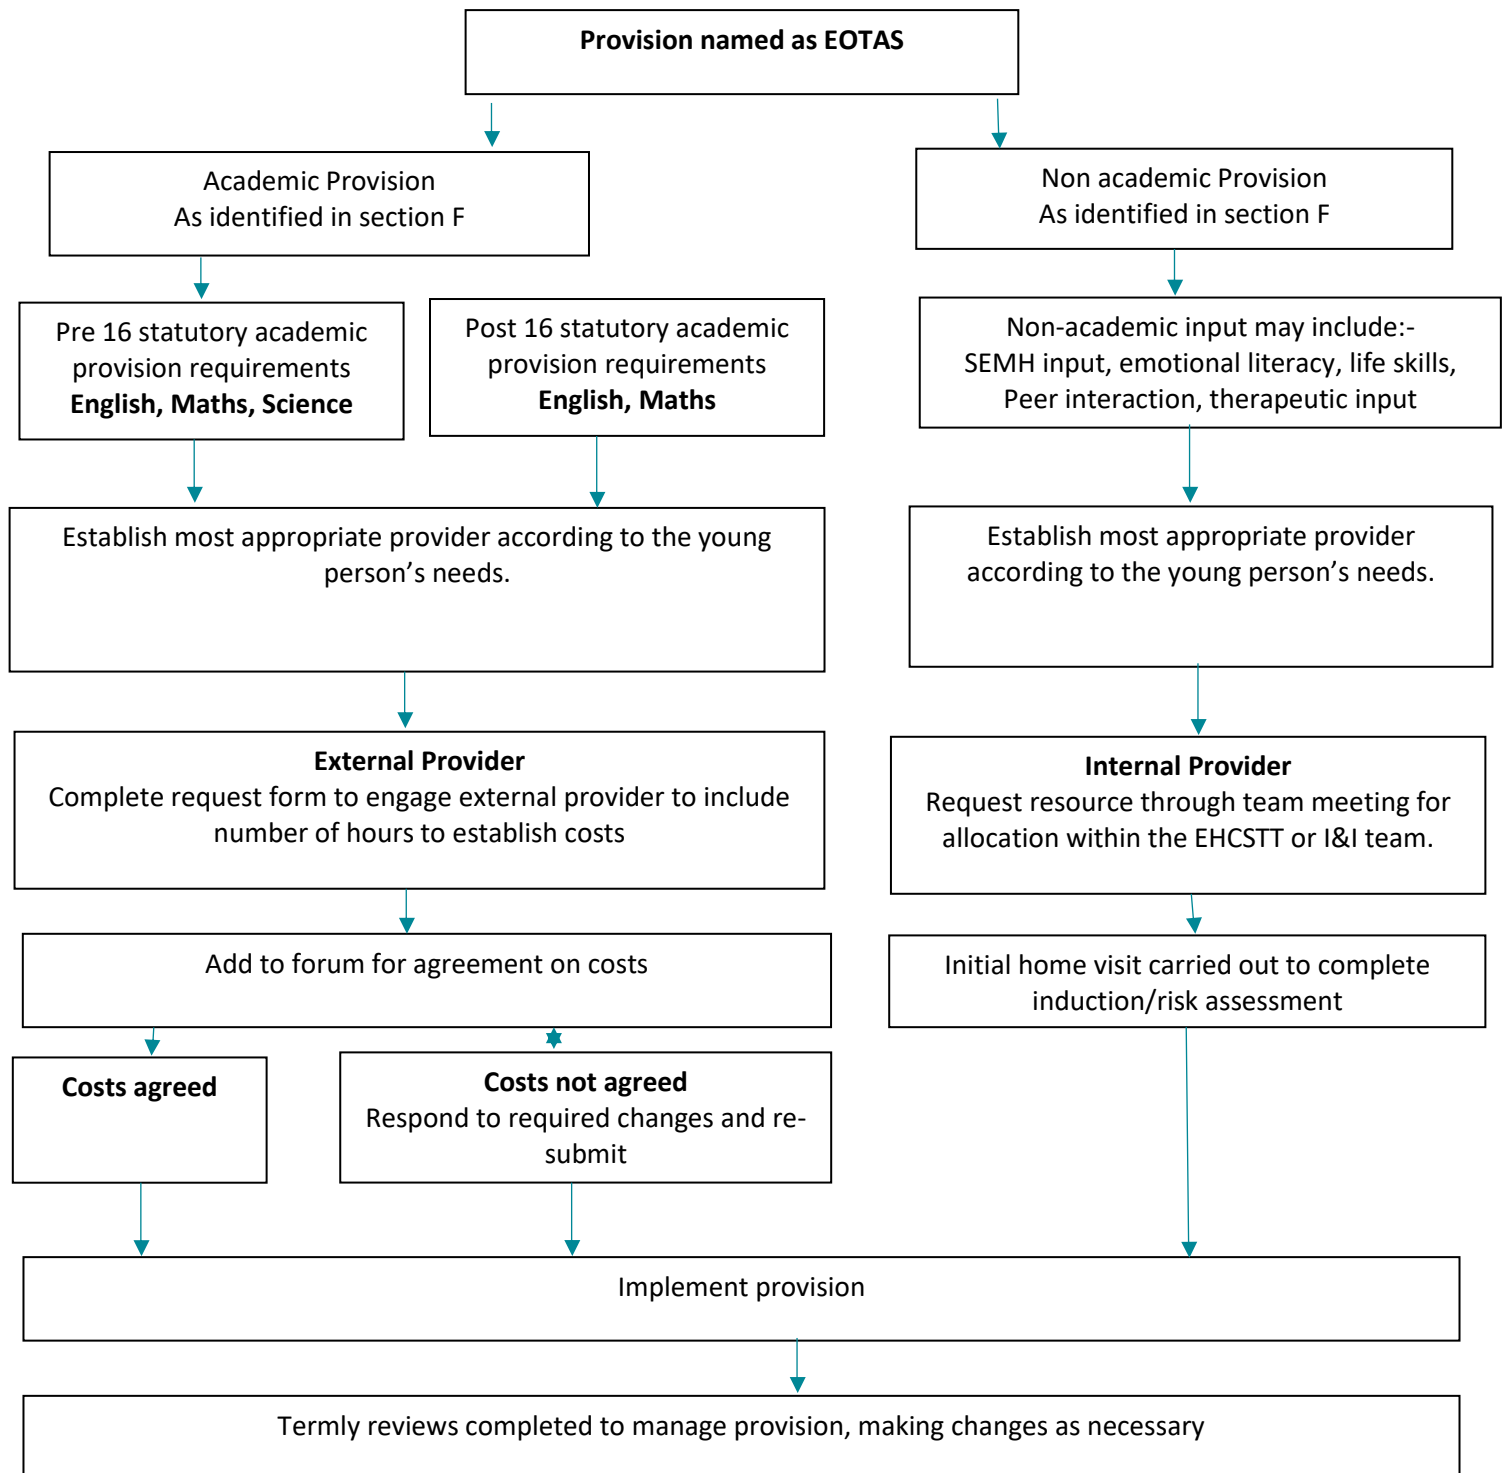 Provision named as EOTAS
Academic Provision
As identified in section F
Non academic Provision
As identified in section F
Pre 16 statutory academic
provision requirements
English, Maths, Science
Post 16 statutory academic
provision requirements
English, Maths
Non-academic input may include:-
SEMH input, emotional literacy, life skills,
Peer interaction, therapeutic input
Establish most appropriate provider according to the young
person’s needs.
Establish most appropriate provider
according to the young person’s needs.
External Provider
Complete request form to engage external provider to include
number of hours to establish costs
Internal Provider
Request resource through team meeting for
allocation within the EHCSTT or I&I team.
Add to forum for agreement on costs
Initial home visit carried out to complete
induction/risk assessment
Costs agreed
Costs not agreed
Respond to required changes and re-
submit
Implement provision
Termly reviews completed to manage provision, making changes as necessary